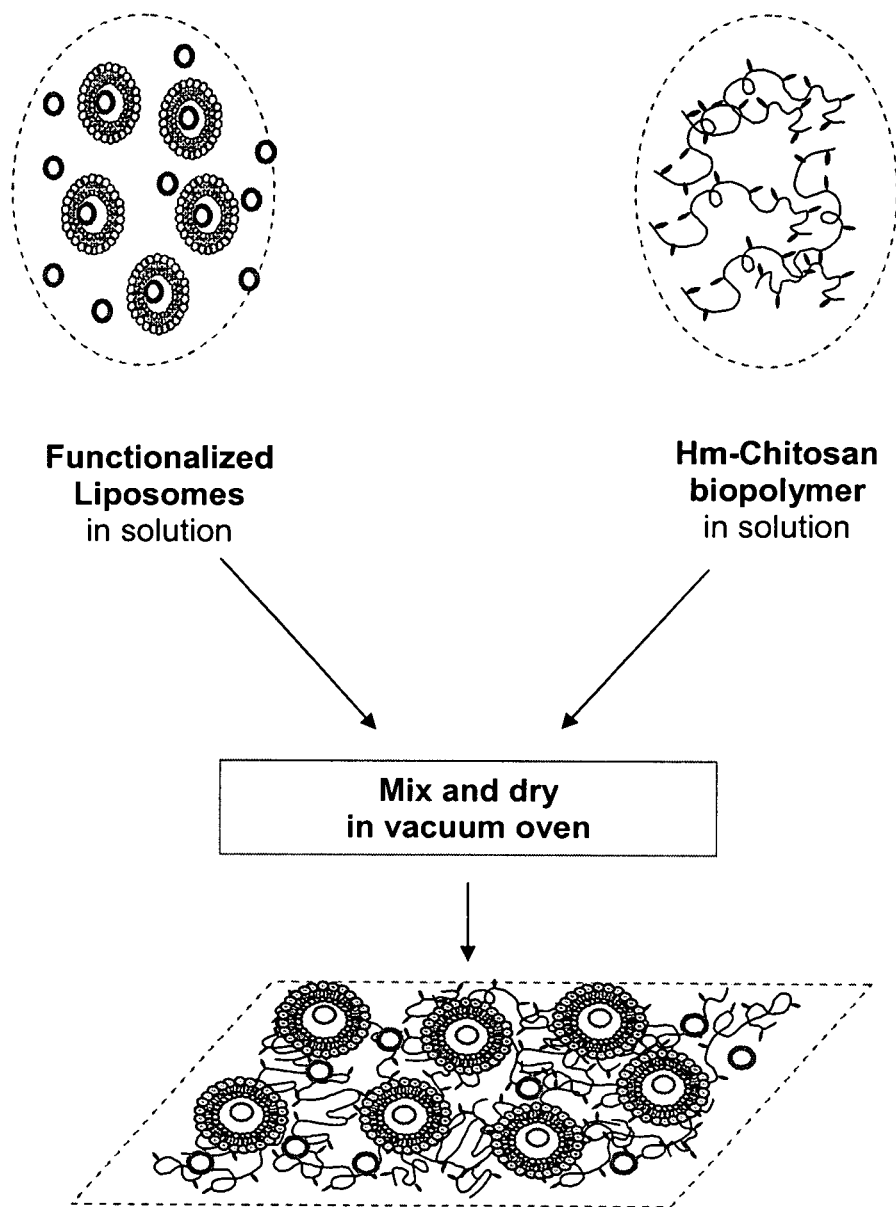 Functionalized
Liposomes
in solution
Hm-Chitosan
biopolymer
in solution
Mix and dry
in vacuum oven